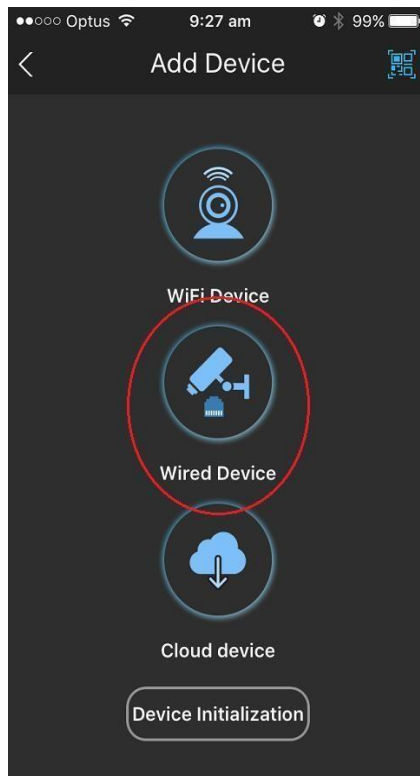 Optus 9:27 am 99%
Add Device
WiFi Device
Wired Device
Cloud device
Device Initialization